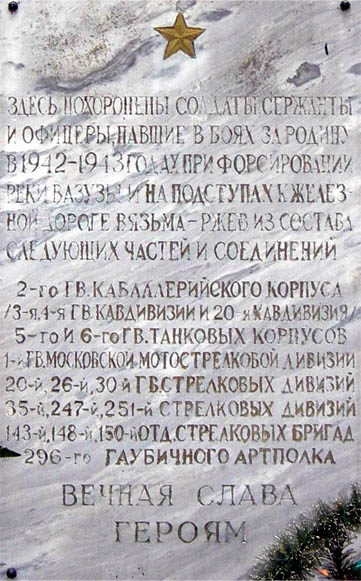 ЗДЕСЬ ПОХОРОНЕНЫ СОЛДАТЫ, СЕРЖАНТЫ
И ОФИЦЕРЫ, ПАВШИЕ В БОЯХ ЗА РОДИНУ
В 1942-1943 ГОДАХ ПРИ ФОРСИРОВАНИИ
РЕКИ ВАЗУЗЫ И НА ПОДСТУПАХ К ЖЕЛЕЗ-
НОЙ ДОРОГЕ ВЯЗЬМА-РЖЕВ ИЗ СОСТАВА
СЛЕДУЮЩИХ ЧАСТЕЙ И СОЕДИНЕНИЙ
2-го ГВ. КАВАЛЛЕРИЙСКОГО КОРПУСА
/3-я, 4-я ГВ. КАВДИВИЗИИ И 20-я КАВДИВИЗИЯ/
5-го И 6-го ГВ. ТАНКОВЫХ КОРПУСОВ
1-й ГВ. МОСКОВСКОЙ МОТОСТРЕЛКОВОЙ ДИВИЗИИ
20-й, 26-й, 30-й ГВ. СТРЕЛКОВЫХ ДИВИЗИЙ
35-й, 247-й, 251-й СТРЕЛКОВЫХ ДИВИЗИЙ
143-й, 148-й, 150-й ОТД. СТРЕЛКОВЫХ БРИГАД
296-го ГАУБИЧНОГО АРТПОЛКА
ВЕЧНАЯ СЛАВА
ГЕРОЯМ